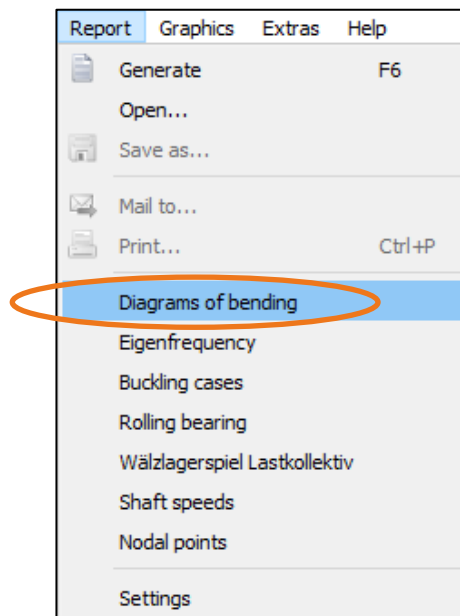 Report Graphics Extras Help
Generate F6
Open...
Save as...
Mail to...
Print... Ctrl+P
Diagrams of bending
Eigenfrequency
Buckling cases
Rolling bearing
Wälzlagerspiel Lastkollektiv
Shaft speeds
Nodal points
Settings